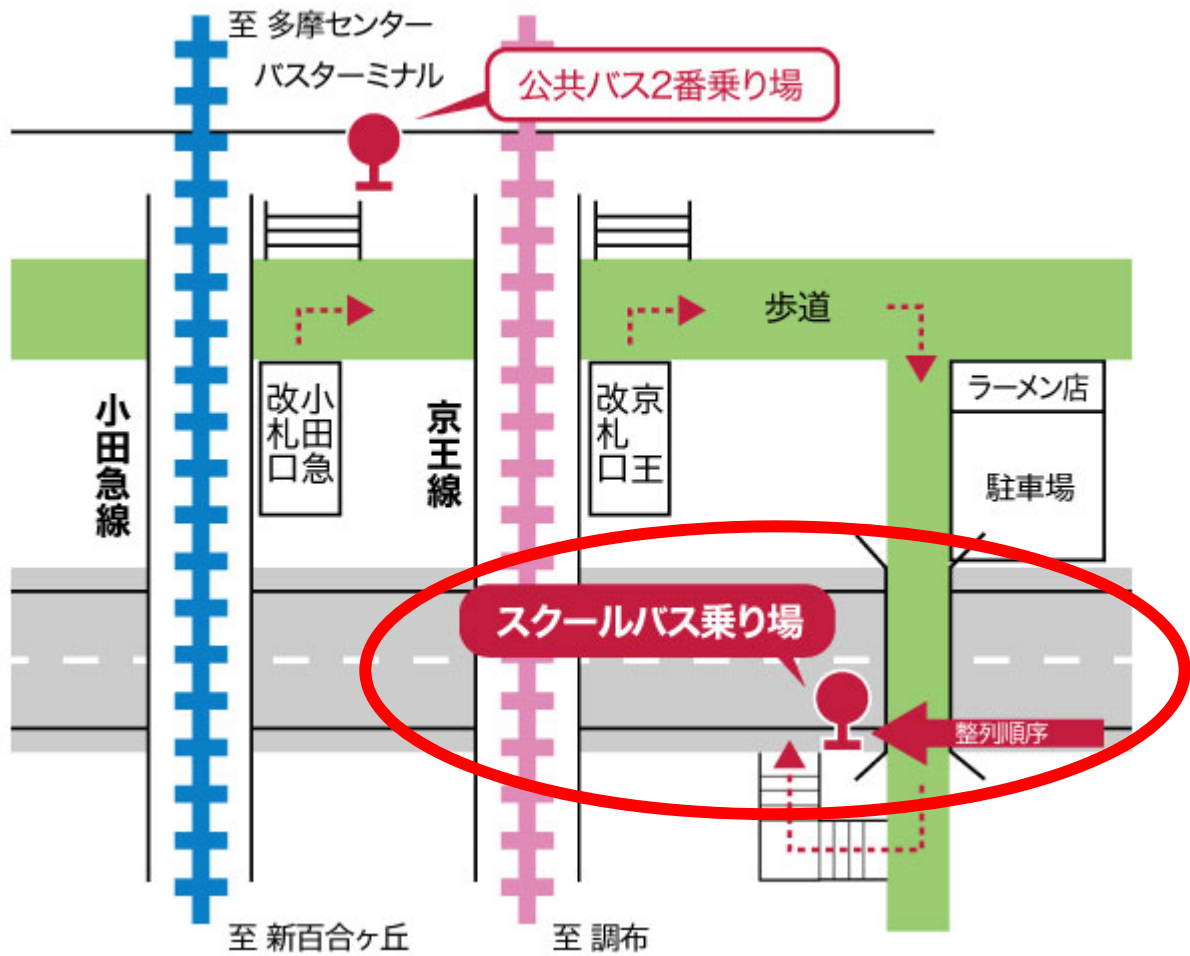 至 多摩センター
バスターミナル
公共バス2番乗り場
歩道
小田急線
小田急
改札口
京王線
京王
改札口
ラーメン店
駐車場
スクールバス乗り場
整列順序
至 新百合ヶ丘
至 調布